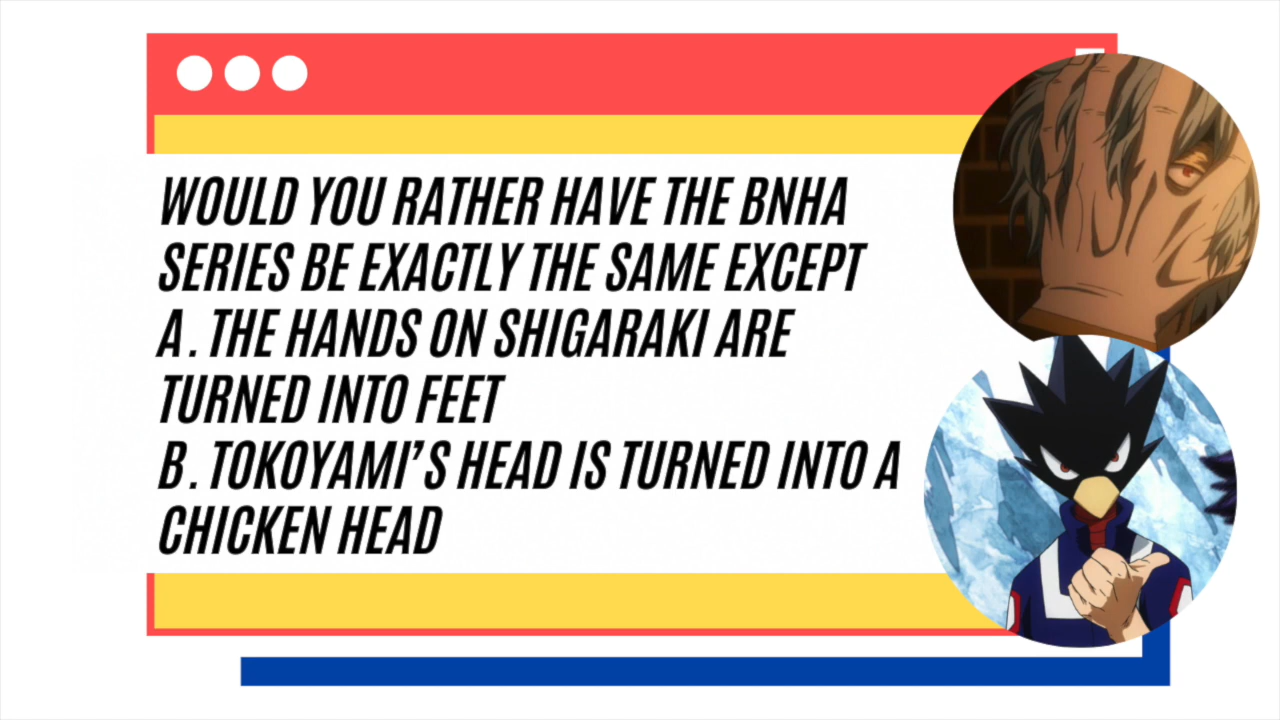 WOULD YOU RATHER HAVE THE BNHA
SERIES BE EXACTLY THE SAME EXCEPT
A. THE HANDS ON SHIGARAKI ARE
TURNED INTO FEET
B. TOKOYAMI’S HEAD IS TURNED INTO A
CHICKEN HEAD